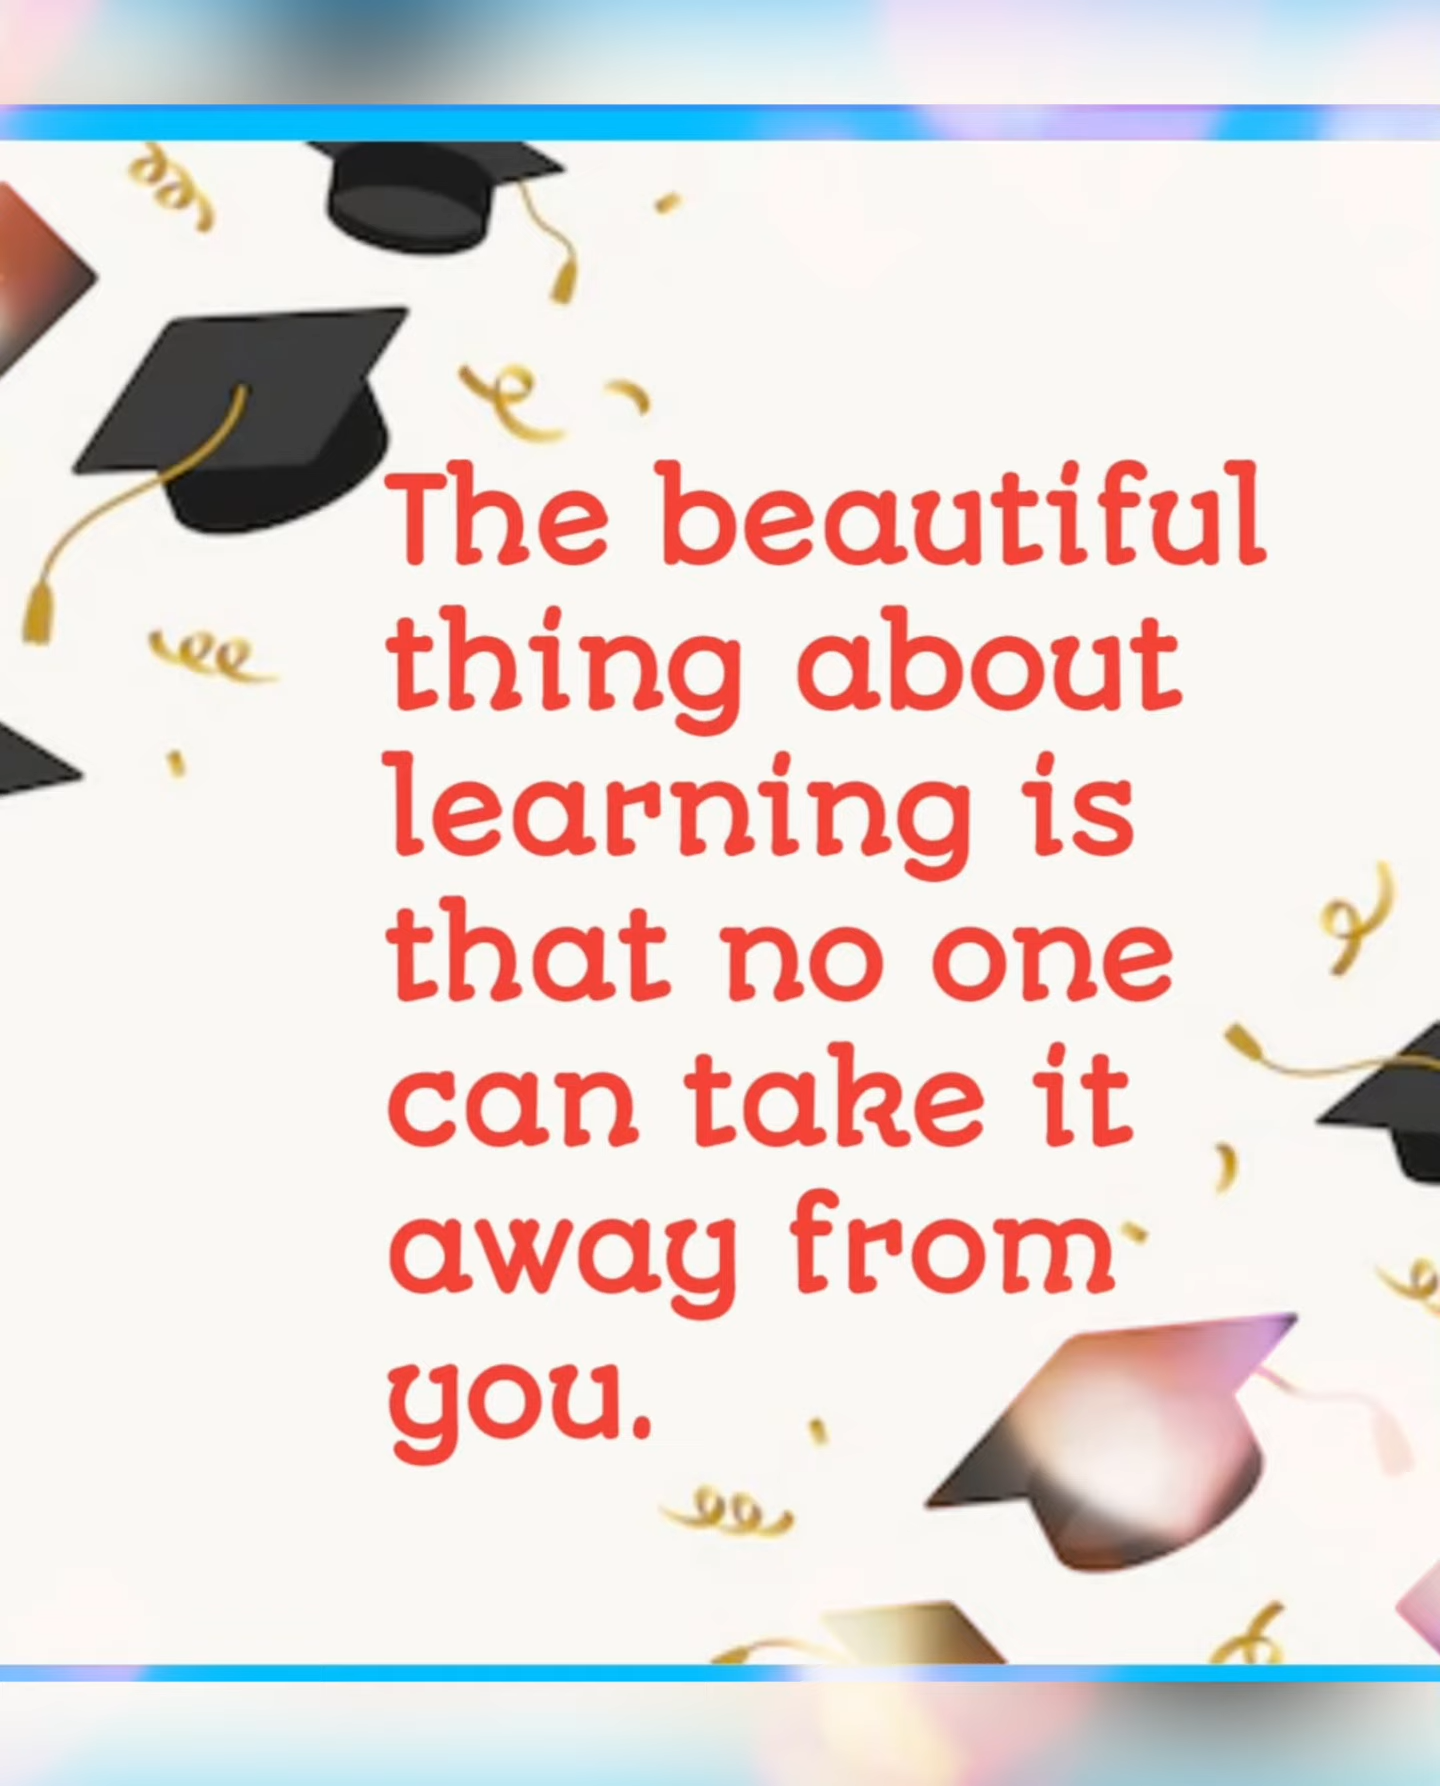 The beautiful
thing about
learning is
that no one
can take it
away from
you.